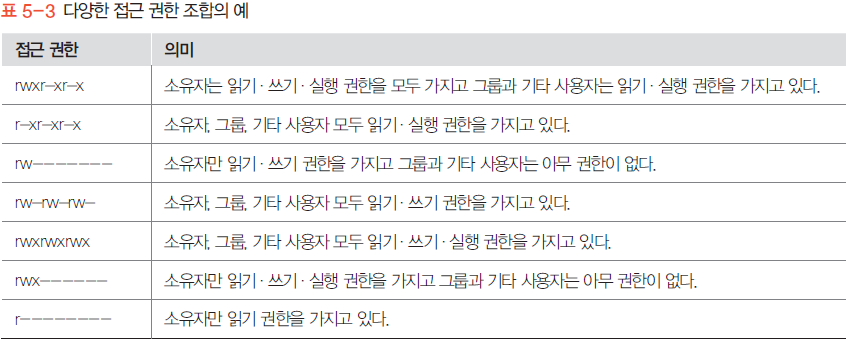 표 5-3 다양한 접근 권한 조합의 예
접근 권한 의미
rwxr-xr-x 소유자는 읽기·쓰기·실행 권한을 모두 가지고 그룹과 기타 사용자는 읽기·실행 권한을 가지고 있다.
r-xr-xr-x 소유자, 그룹, 기타 사용자 모두 읽기·실행 권한을 가지고 있다.
rw------- 소유자만 읽기·쓰기 권한을 가지고 그룹과 기타 사용자는 아무 권한이 없다.
rw-rw-rw- 소유자, 그룹, 기타 사용자 모두 읽기·쓰기 권한을 가지고 있다.
rwxrwxrwx 소유자, 그룹, 기타 사용자 모두 읽기·쓰기·실행 권한을 가지고 있다.
rwx------ 소유자만 읽기·쓰기·실행 권한을 가지고 그룹과 기타 사용자는 아무 권한이 없다.
r-------- 소유자만 읽기 권한을 가지고 있다.